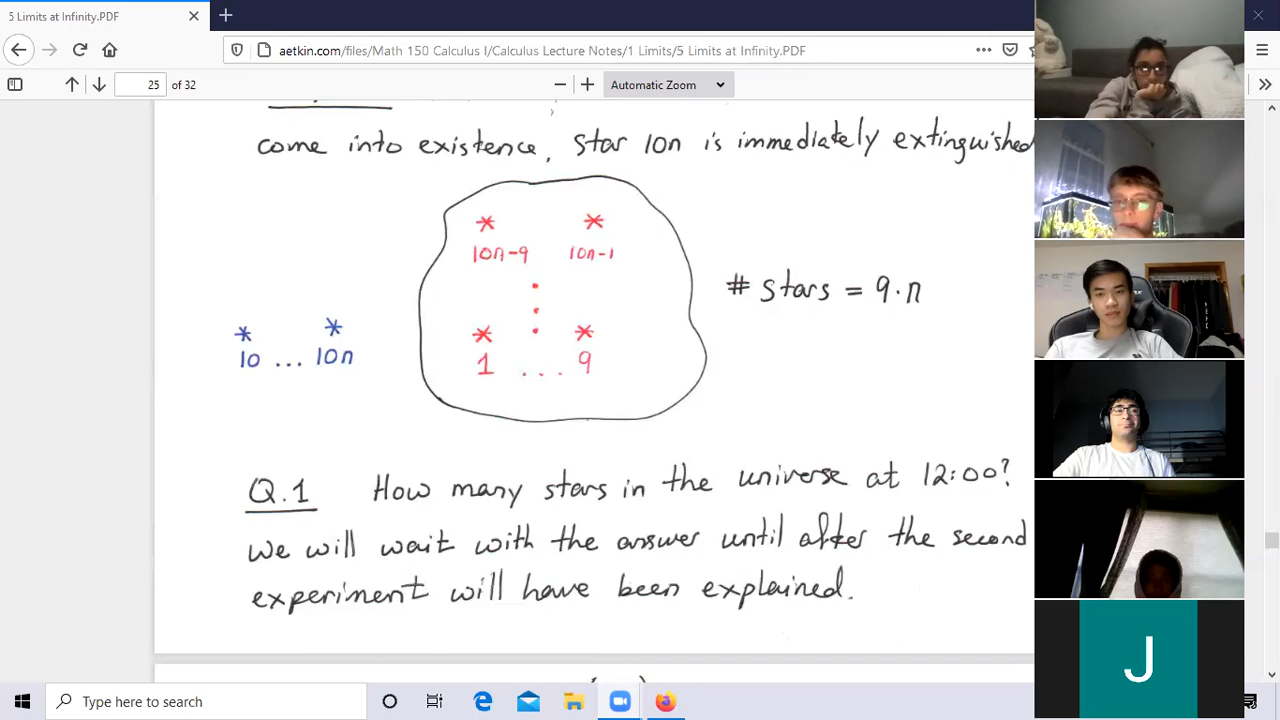 5 Limits at Infinity.PDF
aetkin.com/files/Math 150 Calculus I/Calculus Lecture Notes/1 Limits/5 Limits at Infinity.PDF
25 of 32
Automatic Zoom
come into existence, star 10n is immediately extinguished
* *
10n-9 10n-1
# stars = 9·n
* *
10 ... 10n
* *
1 ... 9
Q.1 How many stars in the universe at 12:00?
We will wait with the answer until after the second
experiment will have been explained.
J
Type here to search